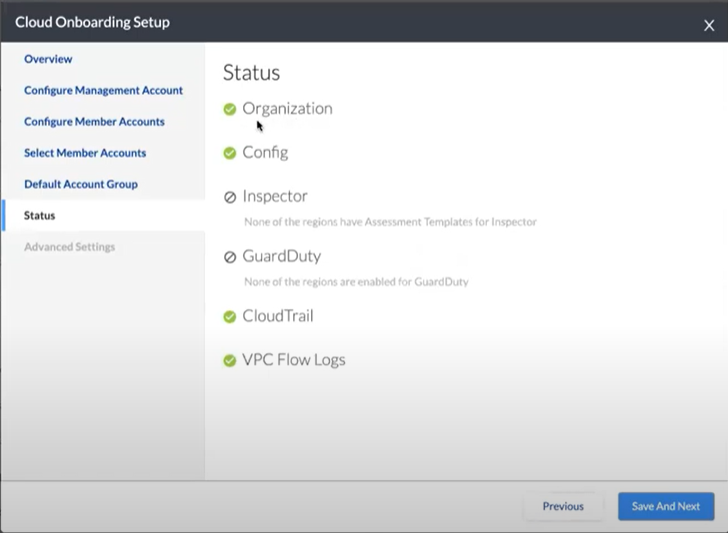 Cloud Onboarding Setup
X
Overview
Configure Management Account
Configure Member Accounts
Select Member Accounts
Default Account Group
Status
Advanced Settings
Status
Organization
Config
Inspector
None of the regions have Assessment Templates for Inspector
GuardDuty
None of the regions are enabled for GuardDuty
CloudTrail
VPC Flow Logs
Previous
Save And Next